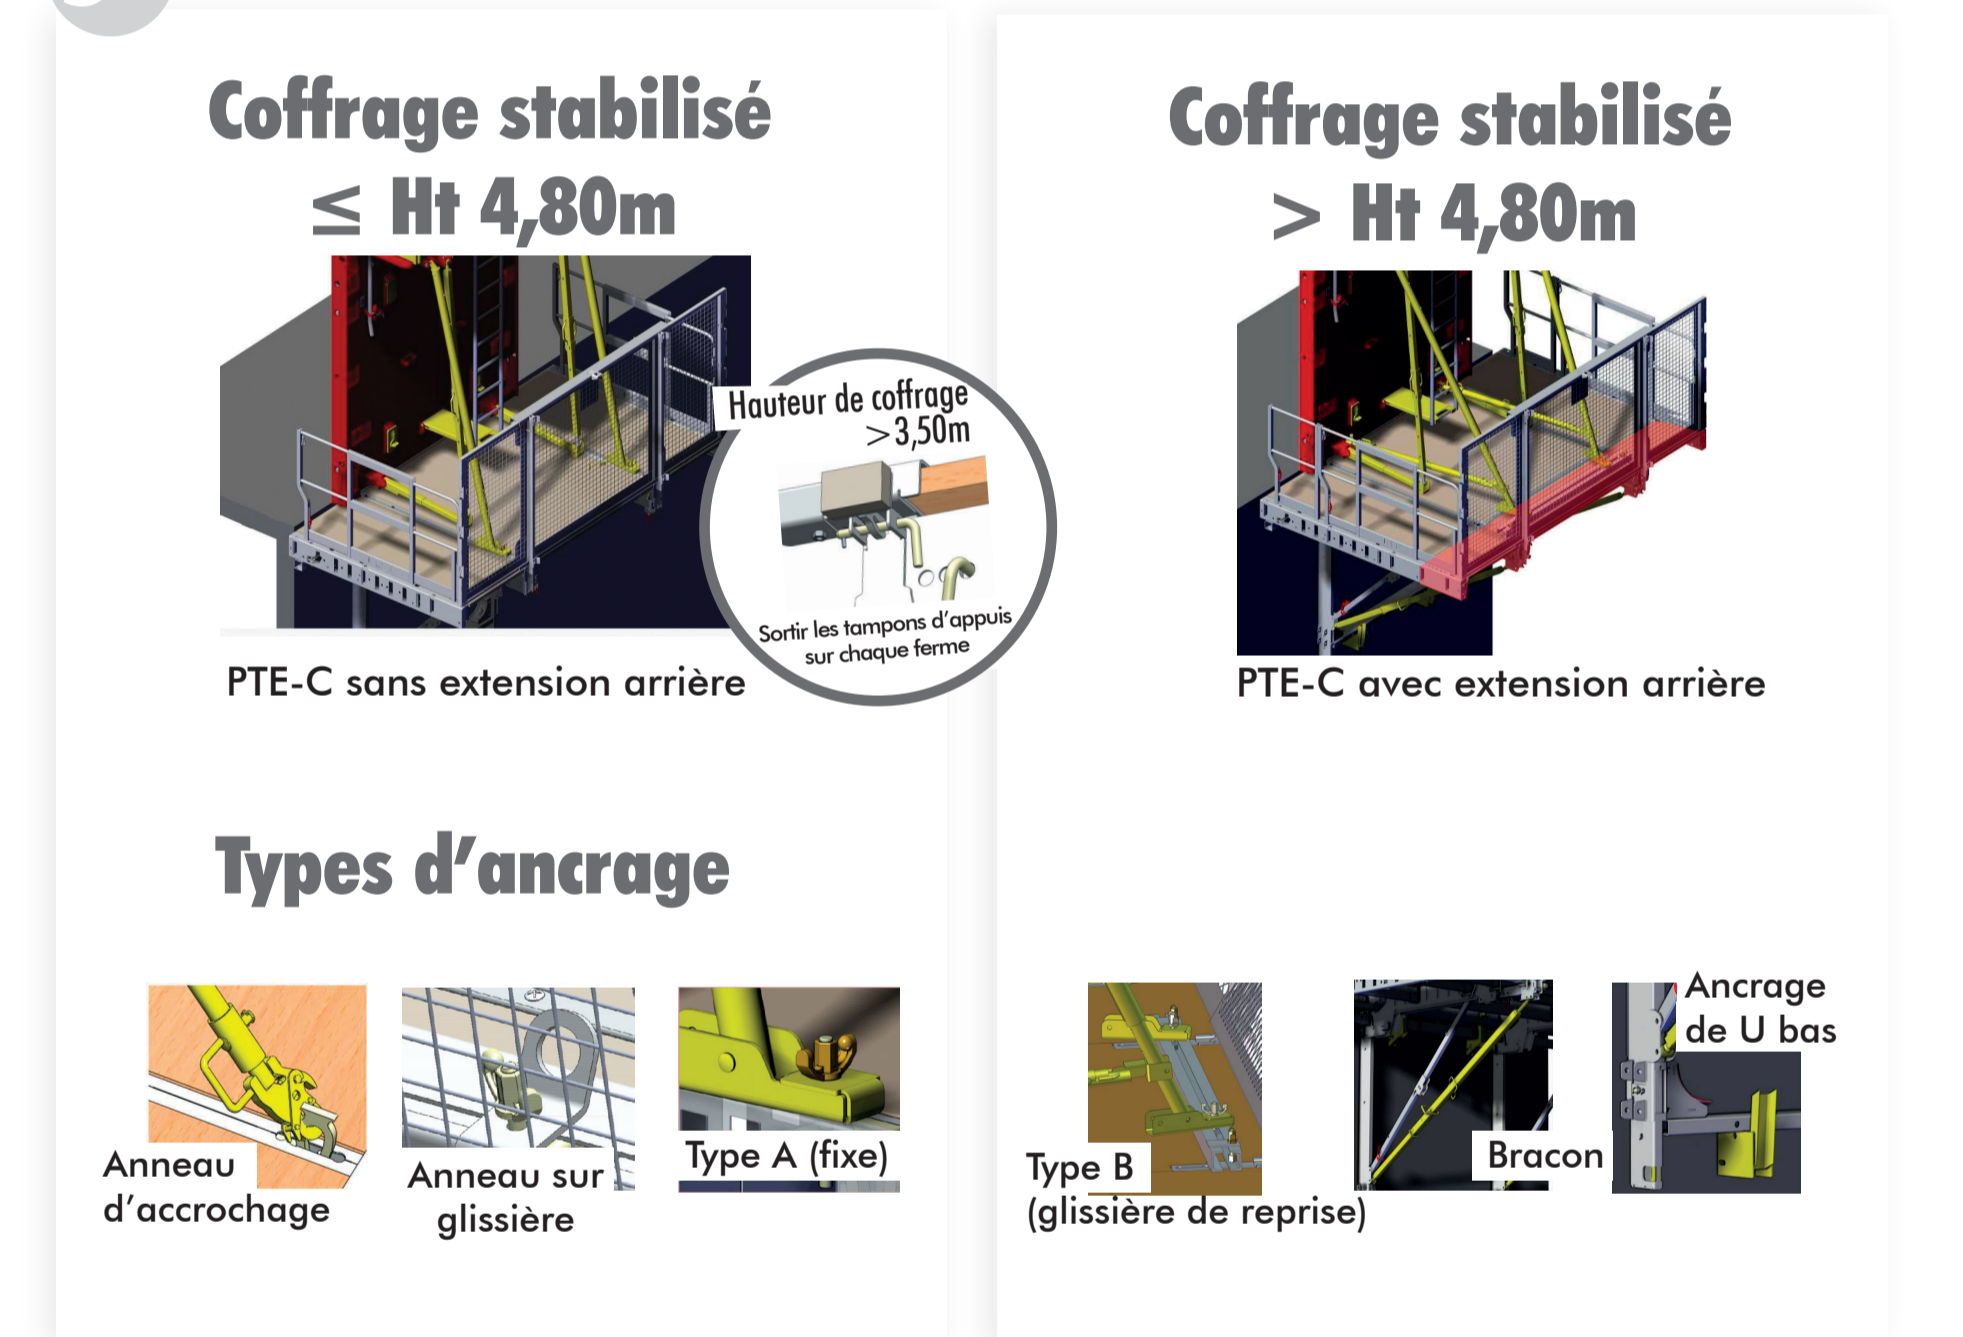 Coffrage stabilisé
≤ Ht 4,80m
Hauteur de coffrage
>3,50m
Sortir les tampons d'appuis
sur chaque ferme
PTE-C sans extension arrière
Coffrage stabilisé
> Ht 4,80m
PTE-C avec extension arrière
Types d'ancrage
Anneau
d'accrochage
Anneau sur
glissière
Type A (fixe)
Type B
(glissière de reprise)
Bracon
Ancrage
de U bas